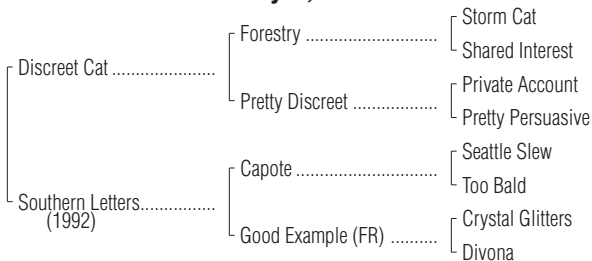 Storm Cat
Forestry
Shared Interest
Discreet Cat
Private Account
Pretty Discreet
Pretty Persuasive
Seattle Slew
Capote
Too Bald
Southern Letters
(1992)
Crystal Glitters
Good Example (FR)
Divona